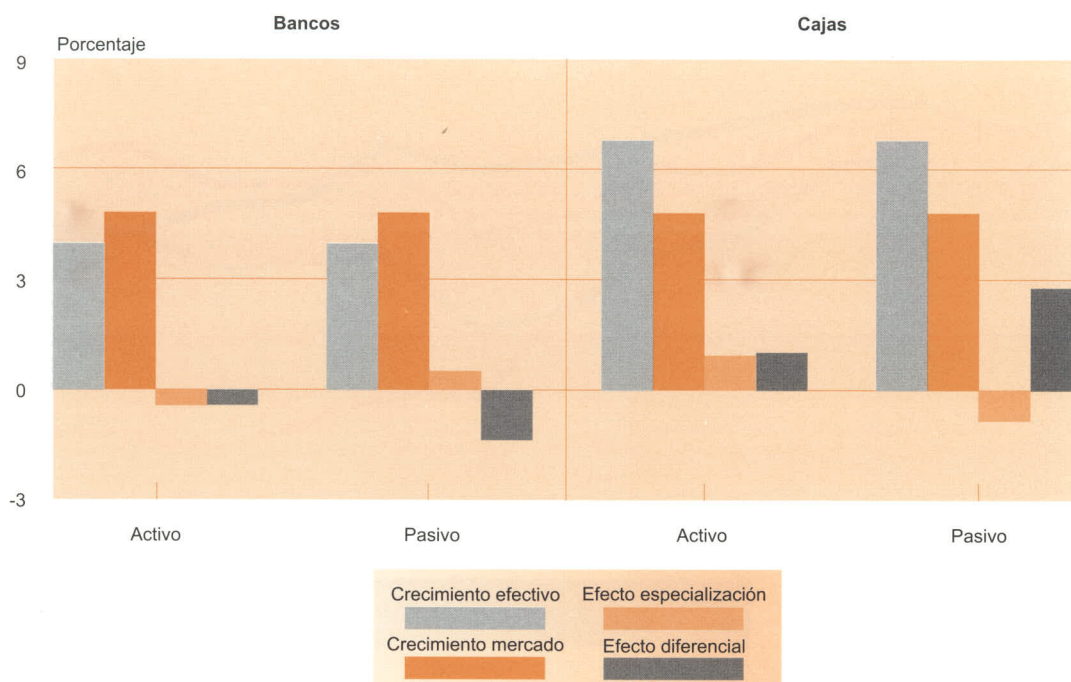 Bancos
Cajas
Porcentaje
9
6
3
0
-3
Activo
Pasivo
Activo
Pasivo
Crecimiento efectivo
Efecto especialización
Crecimiento mercado
Efecto diferencial